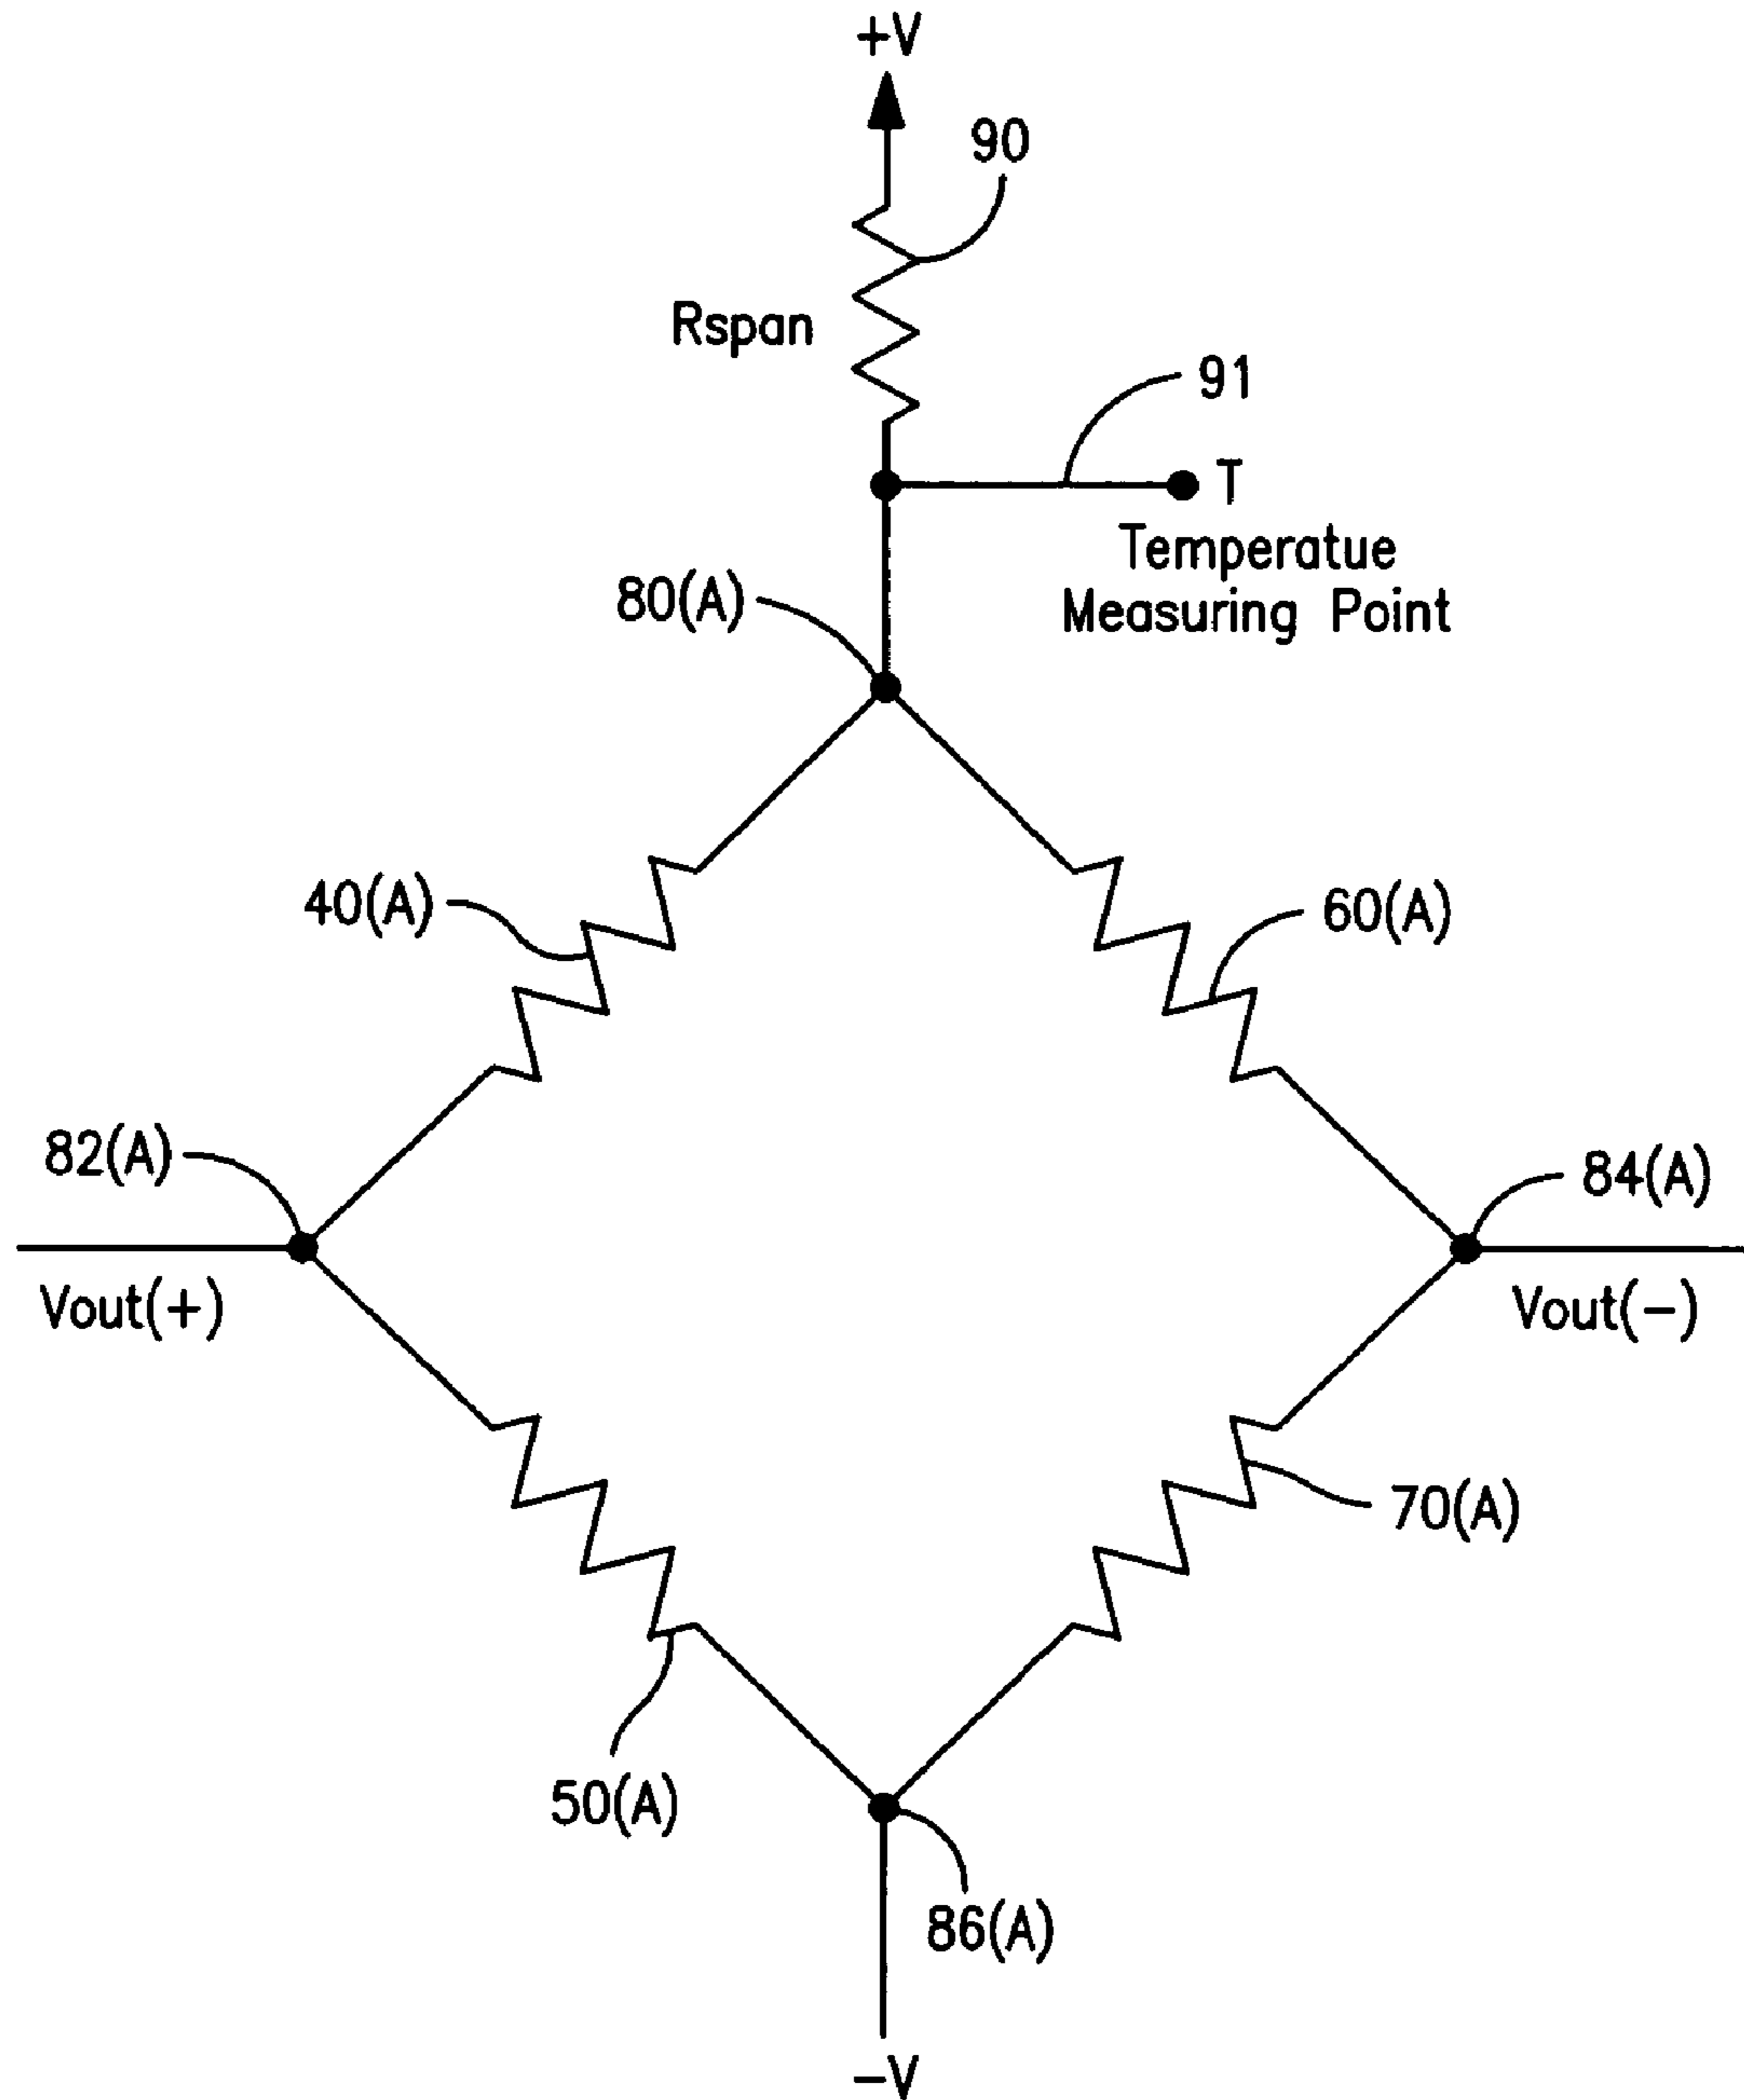 +V
90
Rspan
91
T
Temperatue
Measuring Point
80(A)
40(A)
60(A)
82(A)
84(A)
Vout(+)
Vout(−)
70(A)
50(A)
86(A)
−V